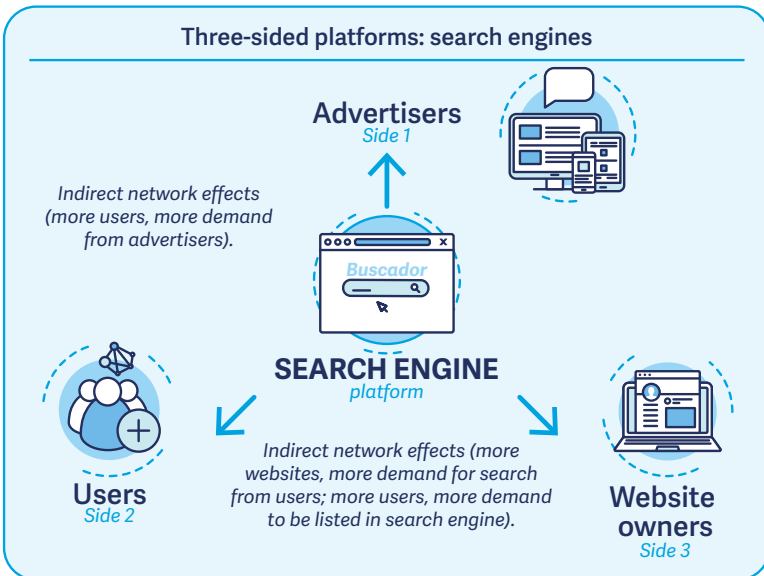 Three-sided platforms: search engines
Advertisers
Side 1
Indirect network effects
(more users, more demand
from advertisers).
Buscador
SEARCH ENGINE
platform
Users
Side 2
Indirect network effects (more
websites, more demand for search
from users; more users, more demand
to be listed in search engine).
Website
owners
Side 3